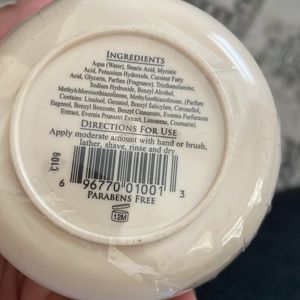 INGREDIENTS
Aqua (Water), Stearic Acid, Myristic
Acid, Potassium Hydroxide, Coconut Fatty
Acid, Glycerin, Parfum (Fragrance), Triethanolamine,
Sodium Hydroxide, Benzyl Alcohol,
Methylchloroisothiazolinone, Methylisothiazolinone, (Parfum
Contains: Linalool, Geraniol, Benzyl Salicylate, Citronellol,
Eugenol, Benzyl Benzoate, Benzyl Cinnamate, Evernia Furfuracea
Extract, Evernia Prunastri Extract, Limonene, Coumarin).
DIRECTIONS FOR USE
Apply moderate amount with hand or brush,
lather, shave, rinse and dry.
C109
6 96770 01001 3
PARABENS FREE
12M